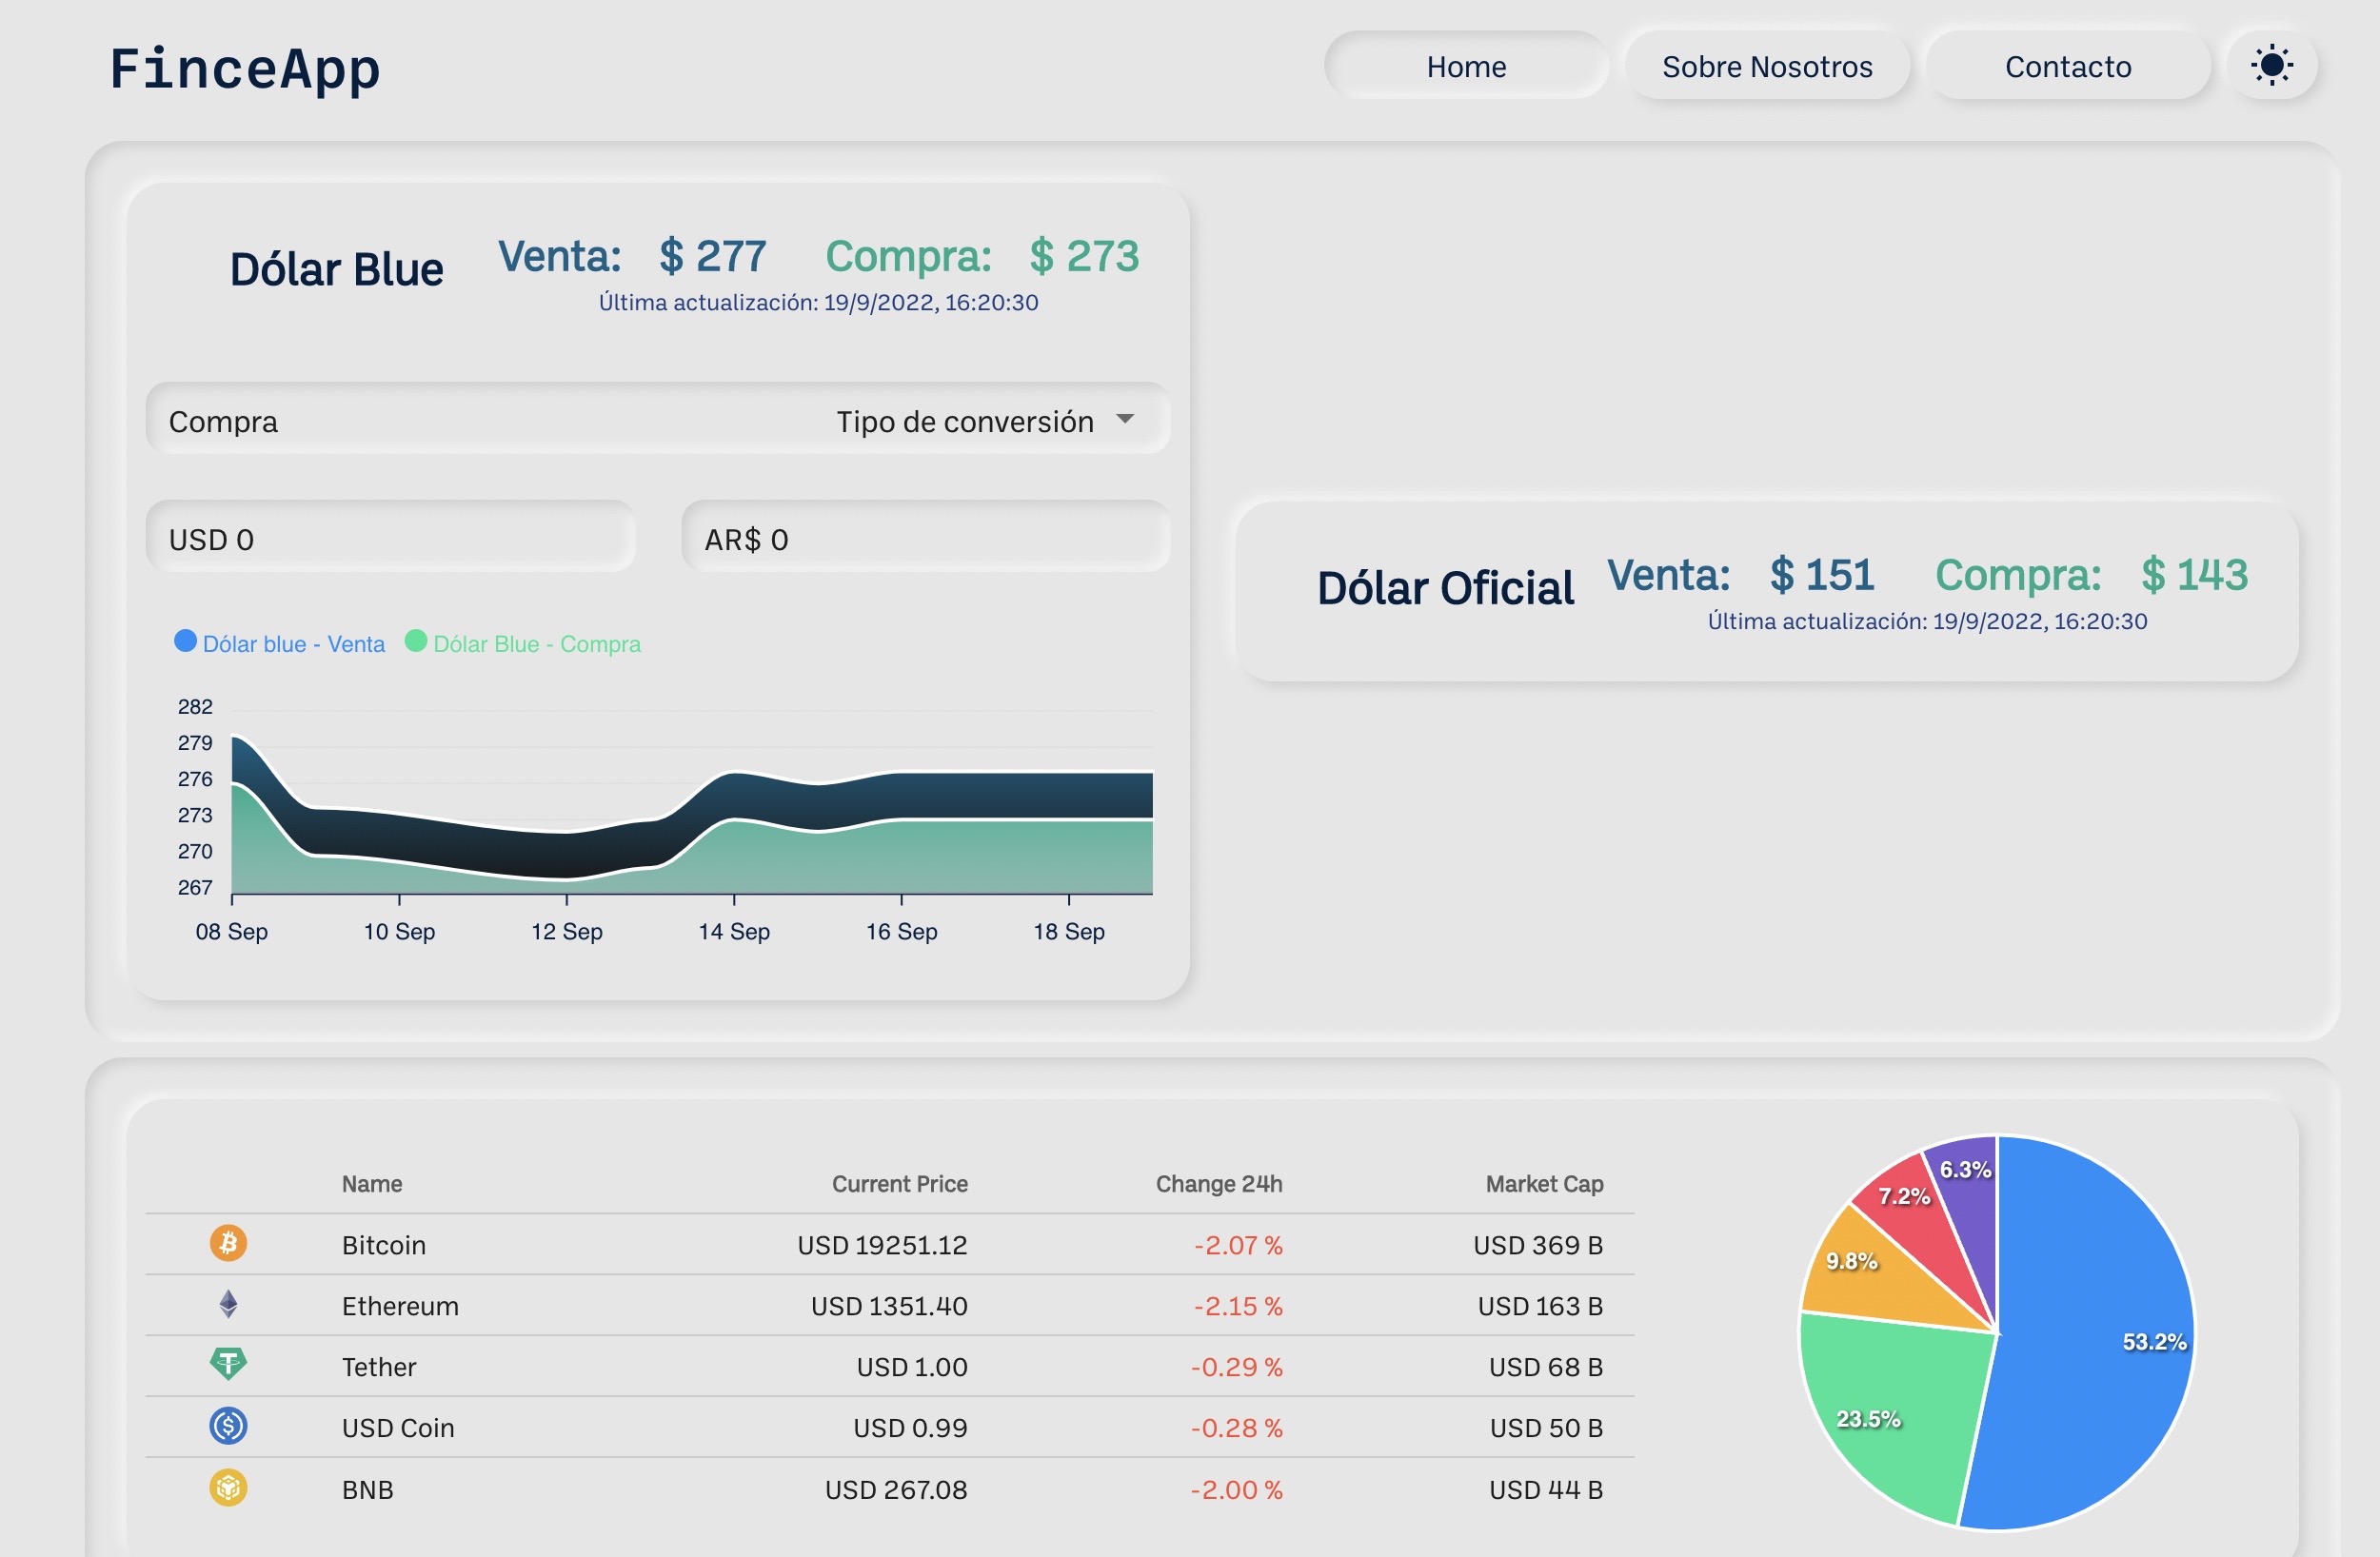 FinceApp
Home
Sobre Nosotros
Contacto
Dólar Blue
Venta: $ 277 Compra: $ 273
Última actualización: 19/9/2022, 16:20:30
Compra Tipo de conversión
USD 0
AR$ 0
Dólar blue - Venta Dólar Blue - Compra
282
279
276
273
270
267
08 Sep 10 Sep 12 Sep 14 Sep 16 Sep 18 Sep
Dólar Oficial
Venta: $ 151 Compra: $ 143
Última actualización: 19/9/2022, 16:20:30
Name Current Price Change 24h Market Cap
Bitcoin USD 19251.12 -2.07 % USD 369 B
Ethereum USD 1351.40 -2.15 % USD 163 B
Tether USD 1.00 -0.29 % USD 68 B
USD Coin USD 0.99 -0.28 % USD 50 B
BNB USD 267.08 -2.00 % USD 44 B
6.3%
7.2%
9.8%
53.2%
23.5%